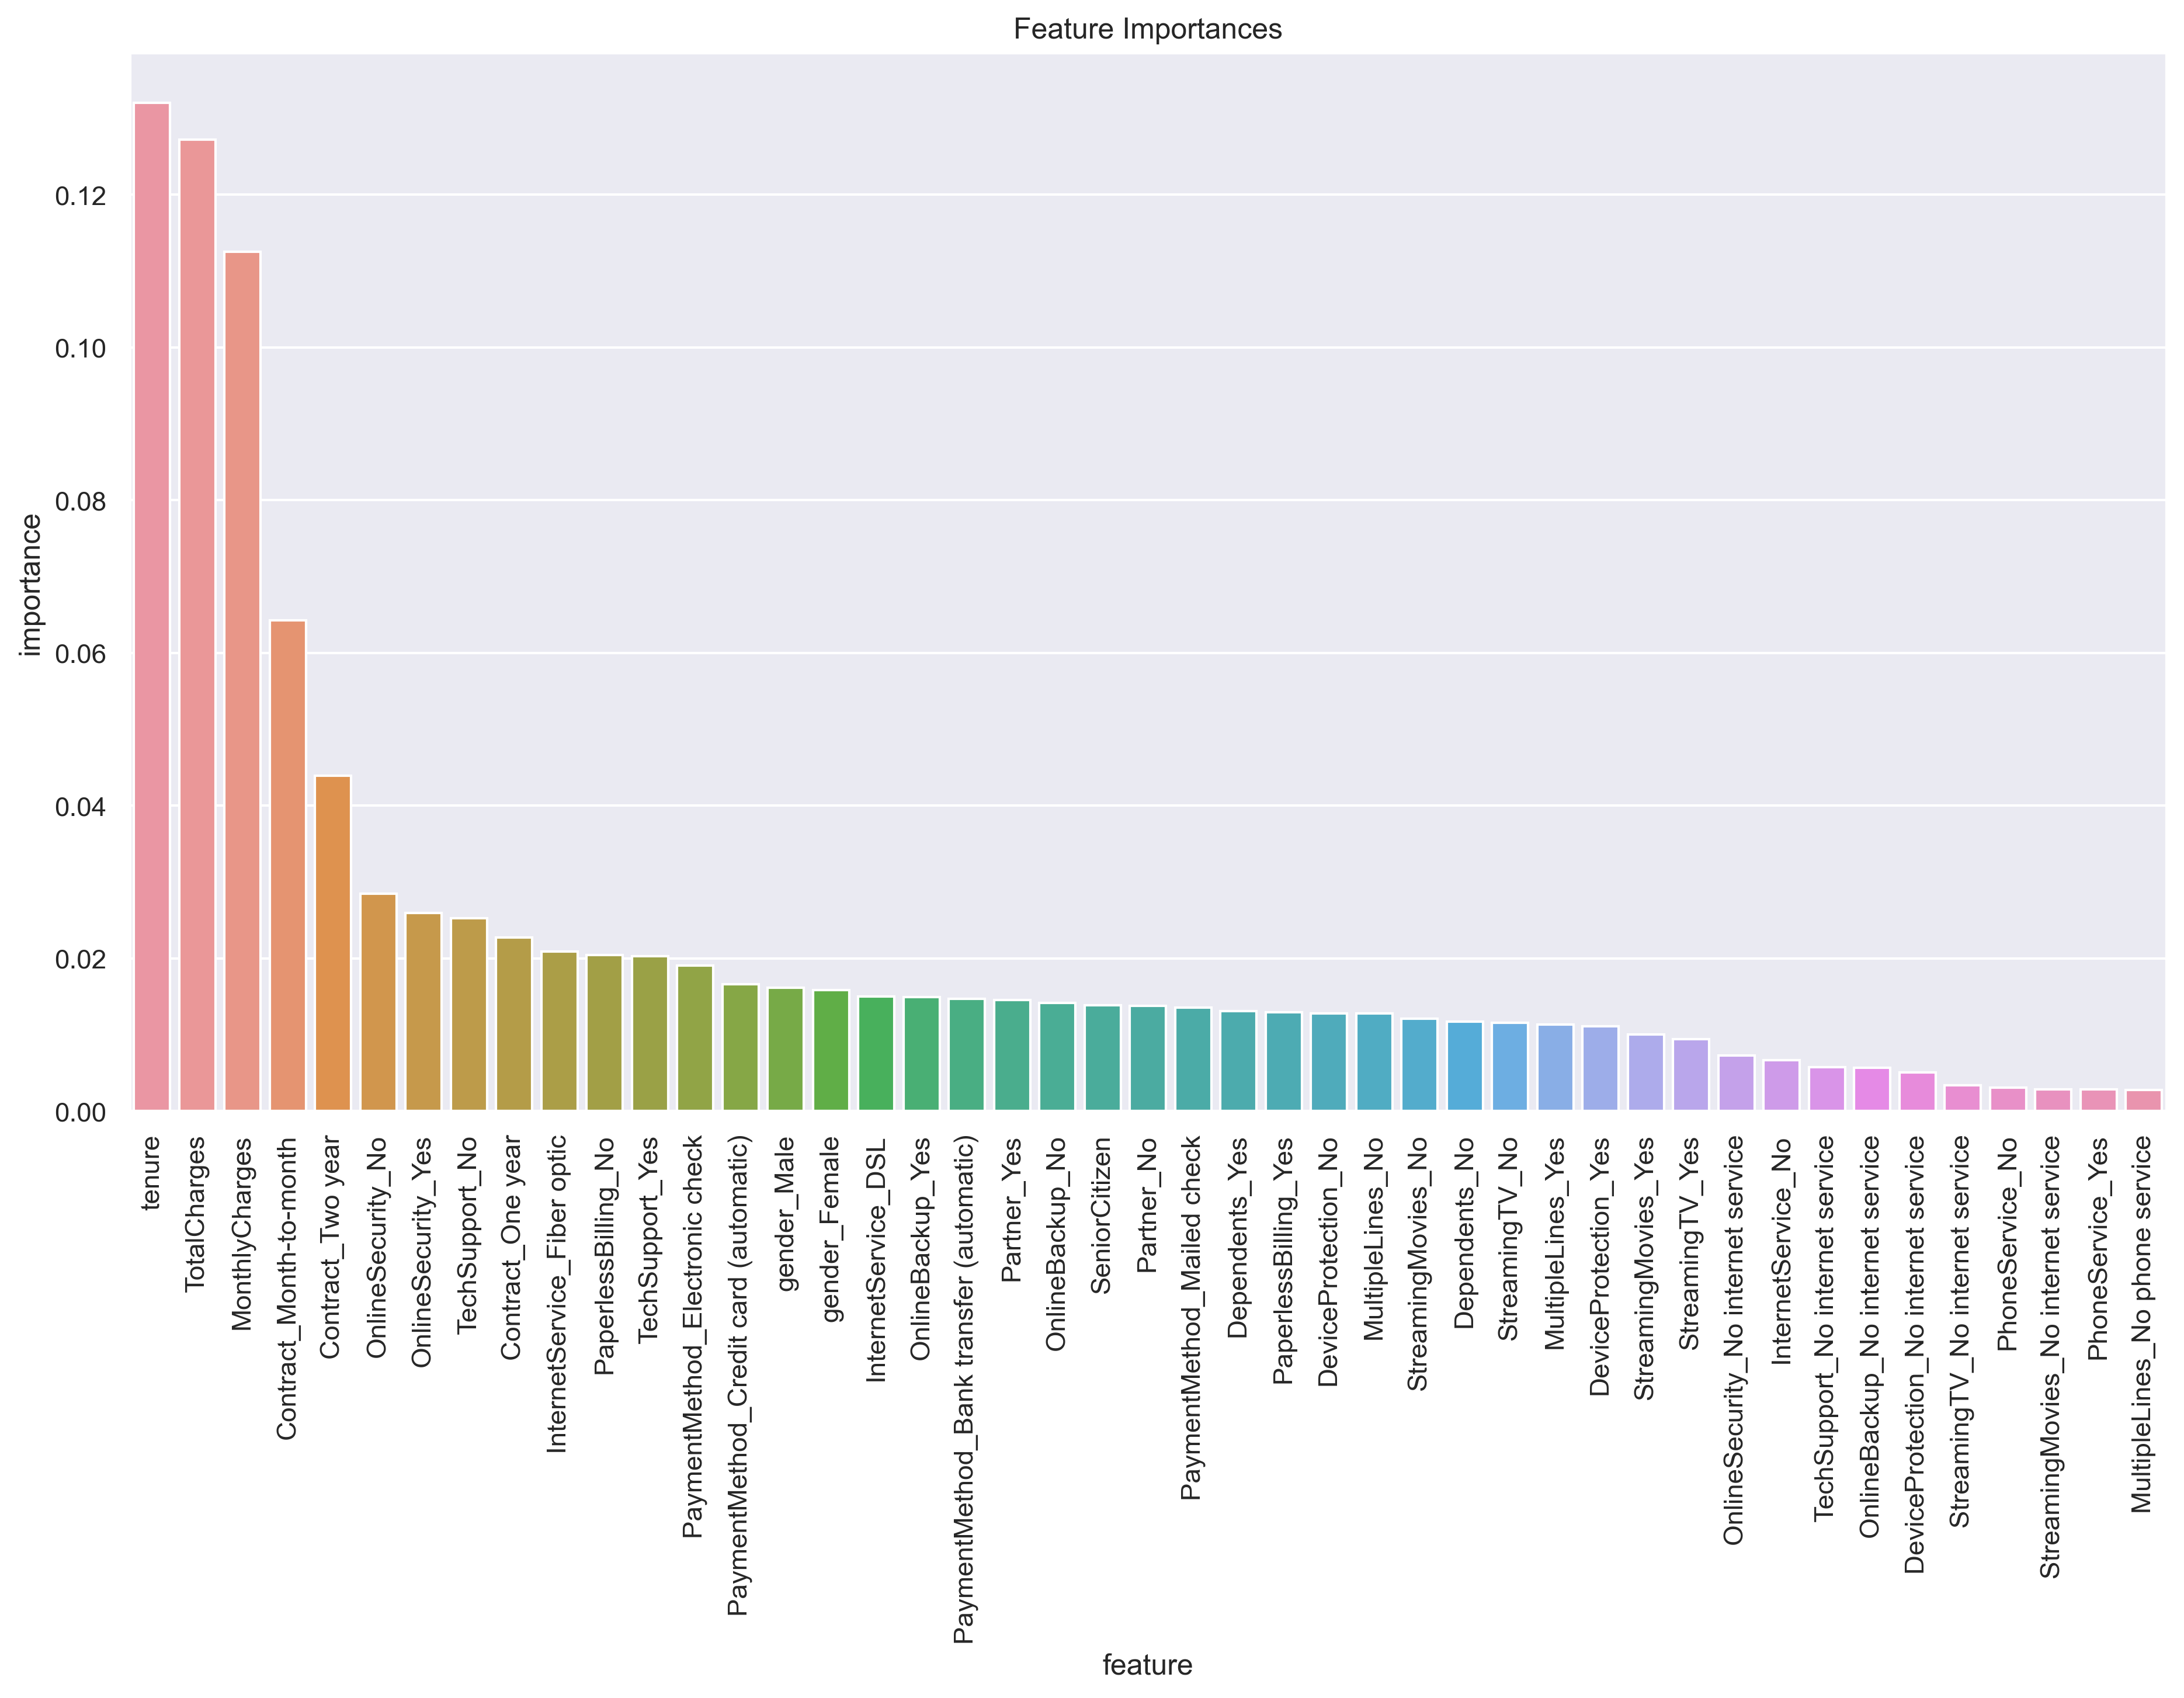 Feature Importances
importance
0.12
0.10
0.08
0.06
0.04
0.02
0.00
tenure
TotalCharges
MonthlyCharges
Contract_Month-to-month
Contract_Two year
OnlineSecurity_No
OnlineSecurity_Yes
TechSupport_No
Contract_One year
InternetService_Fiber optic
PaperlessBilling_No
TechSupport_Yes
PaymentMethod_Electronic check
PaymentMethod_Credit card (automatic)
gender_Male
gender_Female
InternetService_DSL
OnlineBackup_Yes
PaymentMethod_Bank transfer (automatic)
Partner_Yes
OnlineBackup_No
SeniorCitizen
Partner_No
PaymentMethod_Mailed check
Dependents_Yes
PaperlessBilling_Yes
DeviceProtection_No
MultipleLines_No
StreamingMovies_No
Dependents_No
StreamingTV_No
MultipleLines_Yes
DeviceProtection_Yes
StreamingMovies_Yes
StreamingTV_Yes
OnlineSecurity_No internet service
InternetService_No
TechSupport_No internet service
OnlineBackup_No internet service
DeviceProtection_No internet service
StreamingTV_No internet service
PhoneService_No
StreamingMovies_No internet service
PhoneService_Yes
MultipleLines_No phone service
feature